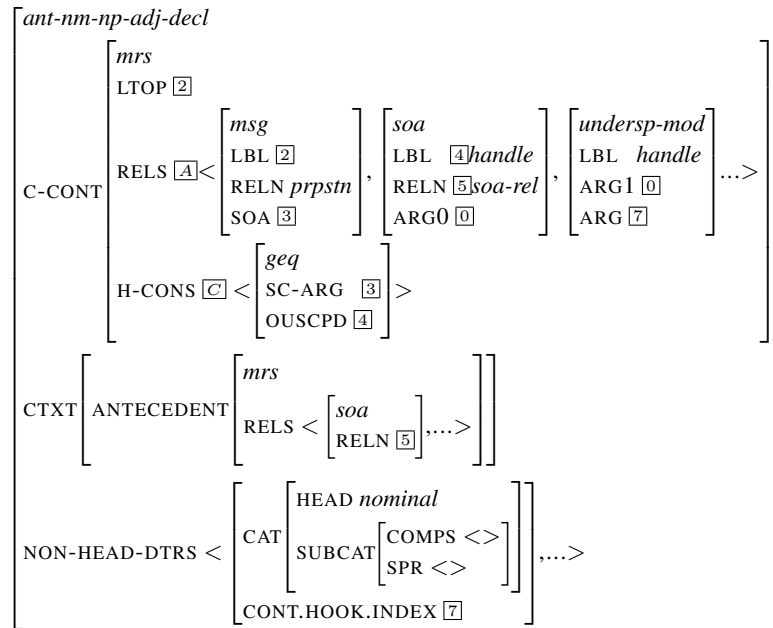 ant-nm-np-adj-decl
C-CONT
mrs
LTOP 2
RELS A < msg LBL 2 RELN prpstn SOA 3 , soa LBL 4 handle RELN 5 soa-rel ARG0 0 , undersp-mod LBL handle ARG1 0 ARG 7 ...>
H-CONS C < geq SC-ARG 3 OUSCPD 4 >
CTXT ANTECEDENT mrs RELS < soa RELN 5 ,...>
NON-HEAD-DTRS < CAT HEAD nominal SUBCAT COMPS <> SPR <> CONT.HOOK.INDEX 7 ,...>